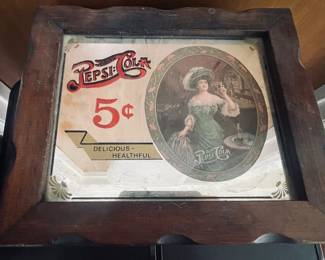 PEPSI-COLA
5¢
DELICIOUS -
HEALTHFUL
PEPSI-COLA